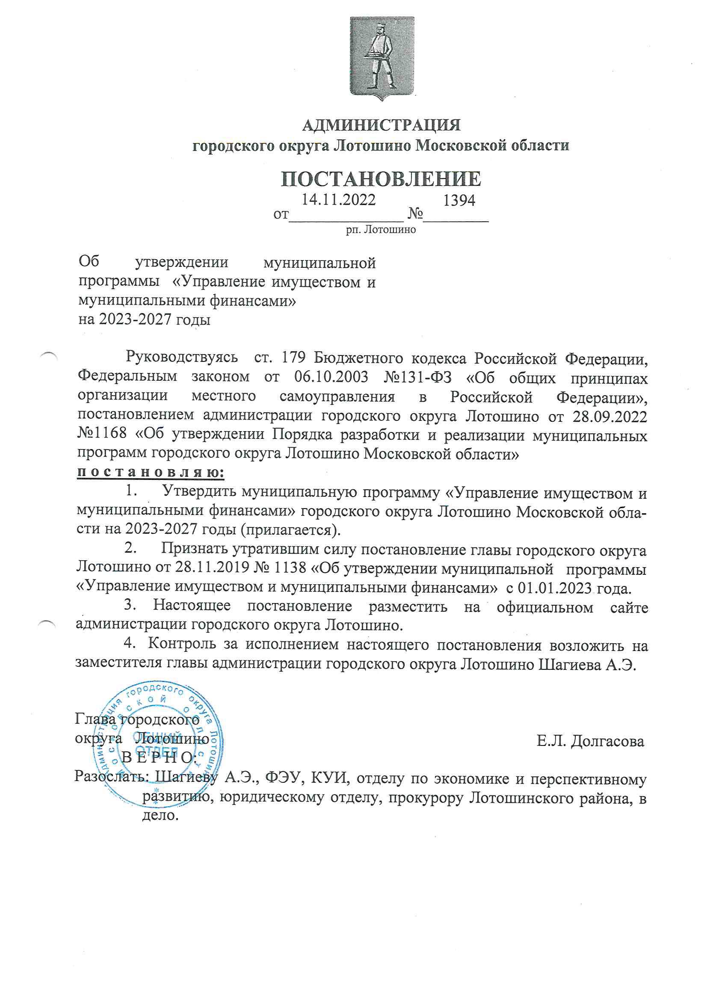 АДМИНИСТРАЦИЯ
городского округа Лотошино Московской области
ПОСТАНОВЛЕНИЕ
14.11.2022 1394
от______________ №________
рп. Лотошино
Об утверждении муниципальной
программы «Управление имуществом и
муниципальными финансами»
на 2023-2027 годы
Руководствуясь ст. 179 Бюджетного кодекса Российской Федерации,
Федеральным законом от 06.10.2003 №131-ФЗ «Об общих принципах
организации местного самоуправления в Российской Федерации»,
постановлением администрации городского округа Лотошино от 28.09.2022
№1168 «Об утверждении Порядка разработки и реализации муниципальных
программ городского округа Лотошино Московской области»
п о с т а н о в л я ю:
1. Утвердить муниципальную программу «Управление имуществом и
муниципальными финансами» городского округа Лотошино Московской обла-
сти на 2023-2027 годы (прилагается).
2. Признать утратившим силу постановление главы городского округа
Лотошино от 28.11.2019 № 1138 «Об утверждении муниципальной программы
«Управление имуществом и муниципальными финансами» с 01.01.2023 года.
3. Настоящее постановление разместить на официальном сайте
администрации городского округа Лотошино.
4. Контроль за исполнением настоящего постановления возложить на
заместителя главы администрации городского округа Лотошино Шагиева А.Э.
Администрация городского округа Лотошино
Московской области
ОБЩИЙ
ОТДЕЛ
Глава городского
округа Лотошино Е.Л. Долгасова
В Е Р Н О:
Разослать: Шагиеву А.Э., ФЭУ, КУИ, отделу по экономике и перспективному
развитию, юридическому отделу, прокурору Лотошинского района, в
дело.